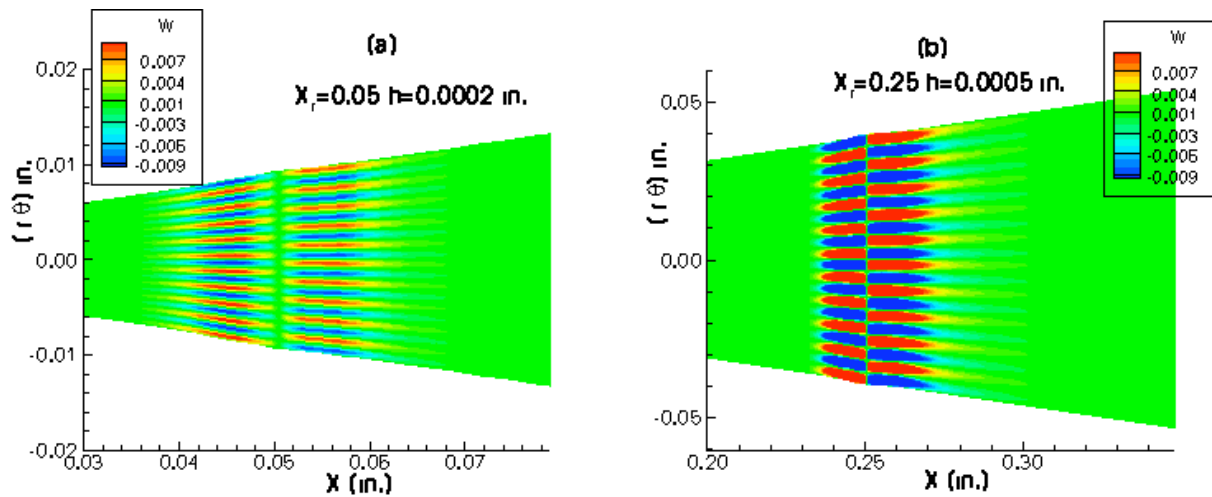 W
0.007
0.004
0.001
-0.003
-0.005
-0.009
(a)
Xr=0.05 h=0.0002 in.
0.02
0.01
0.00
-0.01
-0.02
(r θ) in.
0.03
0.04
0.05
0.06
0.07
X (in.)
(b)
Xr=0.25 h=0.0005 in.
W
0.007
0.004
0.001
-0.003
-0.005
-0.009
0.05
0.00
-0.05
(r θ) in.
0.20
0.25
0.30
X (in.)